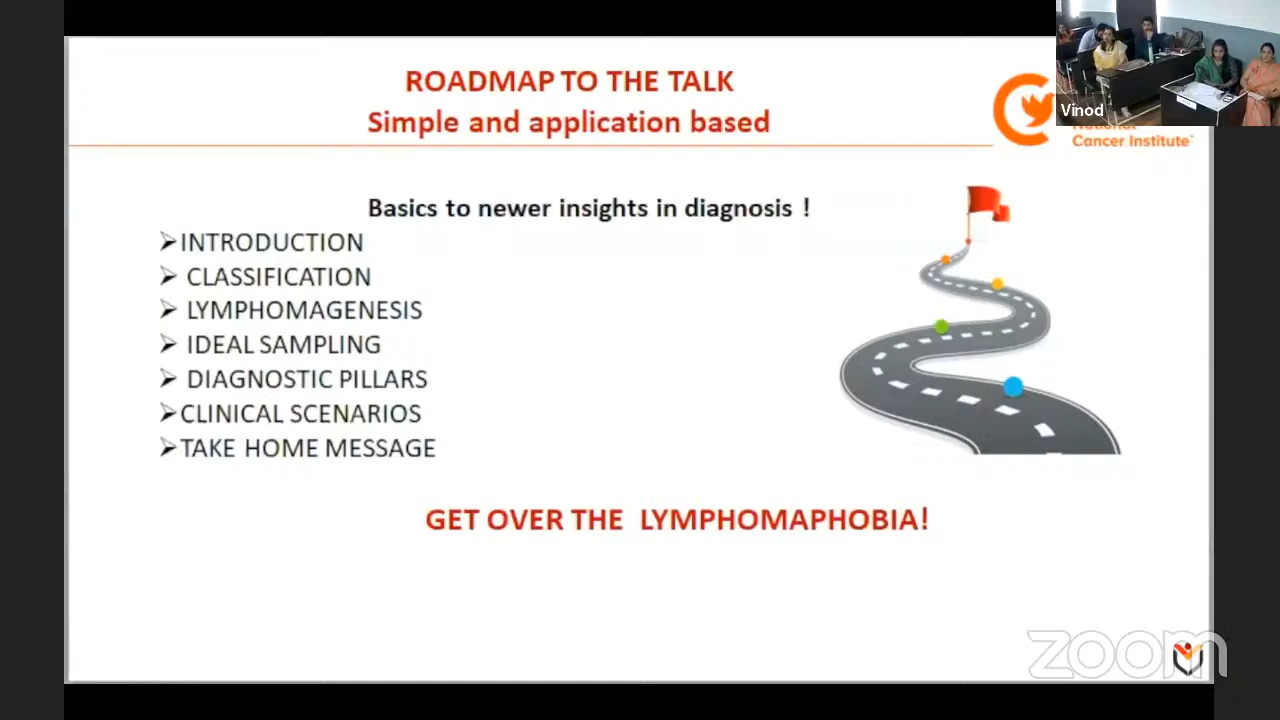 ROADMAP TO THE TALK
Simple and application based
Vinod
Cancer Institute
Basics to newer insights in diagnosis !
➢INTRODUCTION
➢ CLASSIFICATION
➢ LYMPHOMAGENESIS
➢ IDEAL SAMPLING
➢ DIAGNOSTIC PILLARS
➢CLINICAL SCENARIOS
➢TAKE HOME MESSAGE
GET OVER THE LYMPHOMAPHOBIA!
zoom